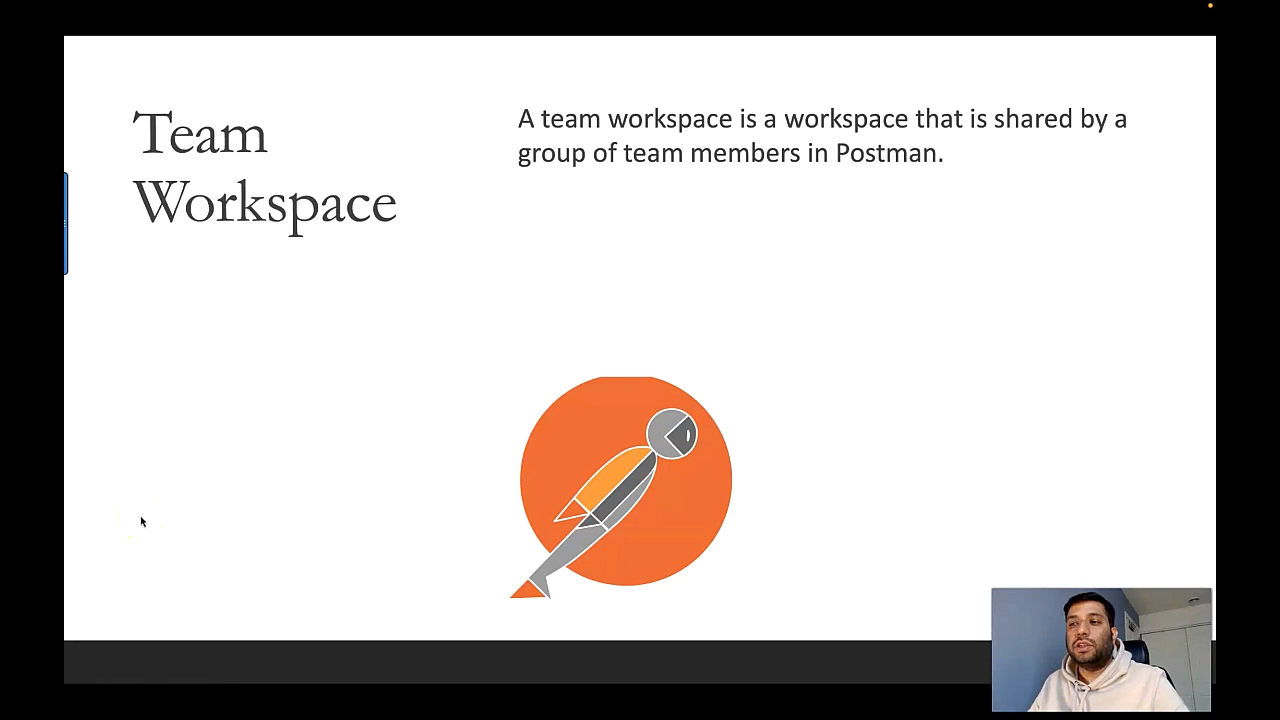 Team
Workspace
A team workspace is a workspace that is shared by a
group of team members in Postman.